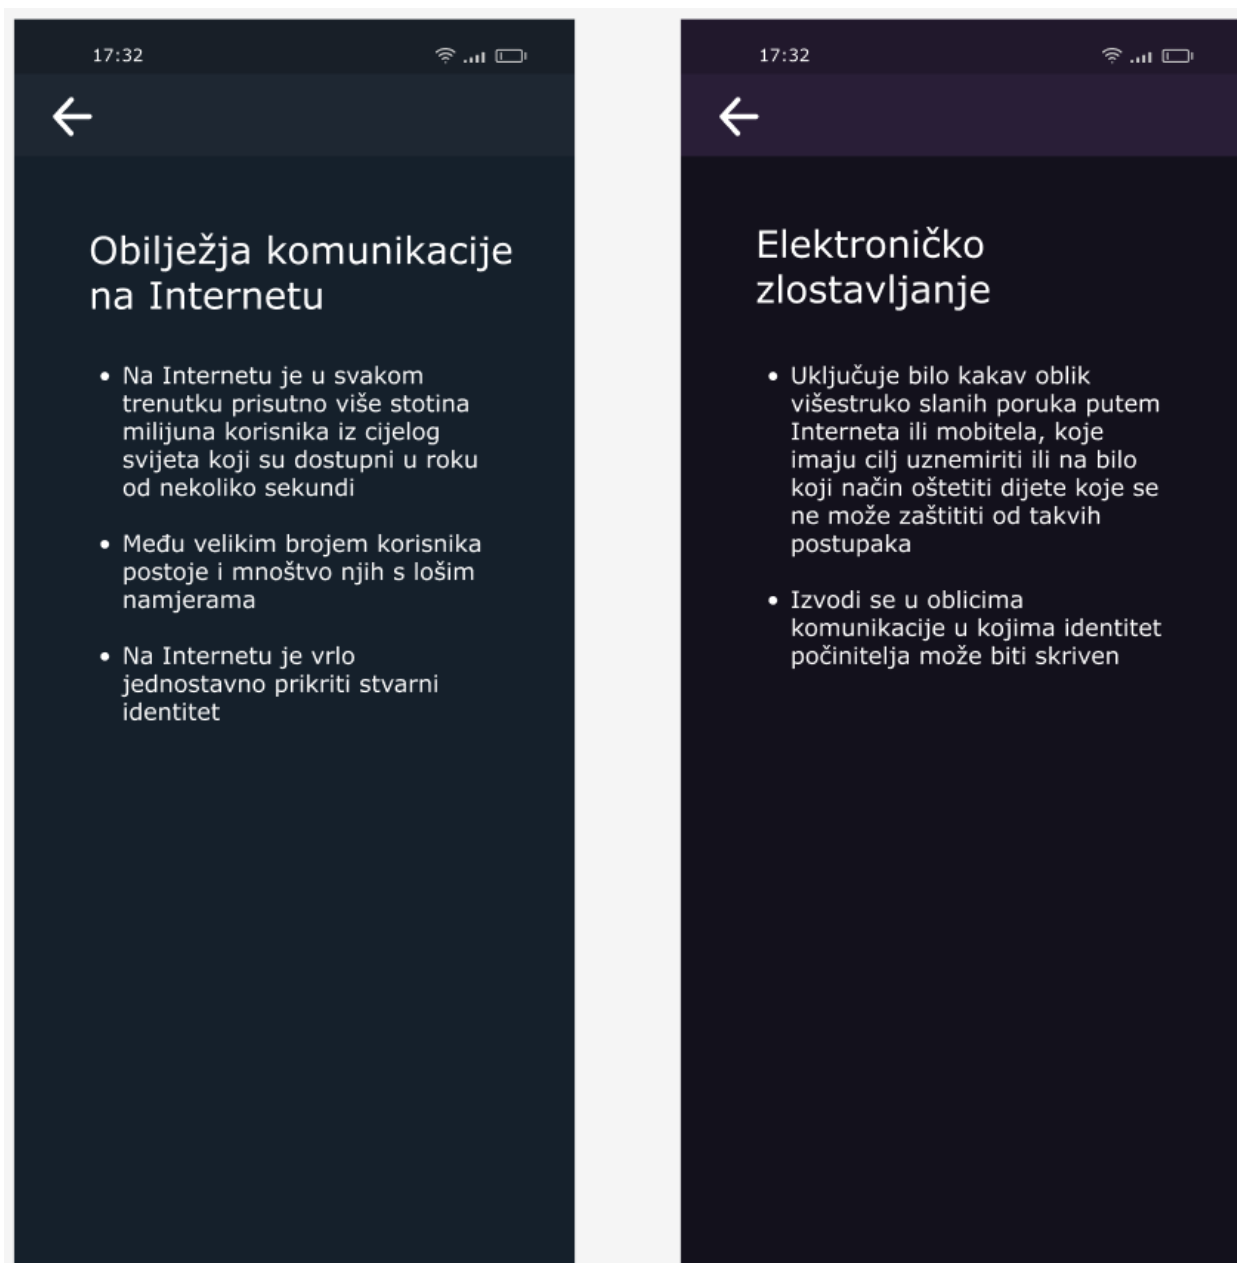 17:32
Obilježja komunikacije
na Internetu
• Na Internetu je u svakom
trenutku prisutno više stotina
milijuna korisnika iz cijelog
svijeta koji su dostupni u roku
od nekoliko sekundi
• Među velikim brojem korisnika
postoje i mnoštvo njih s lošim
namjerama
• Na Internetu je vrlo
jednostavno prikriti stvarni
identitet
17:32
Elektroničko
zlostavljanje
• Uključuje bilo kakav oblik
višestruko slanih poruka putem
Interneta ili mobitela, koje
imaju cilj uznemiriti ili na bilo
koji način oštetiti dijete koje se
ne može zaštititi od takvih
postupaka
• Izvodi se u oblicima
komunikacije u kojima identitet
počinitelja može biti skriven